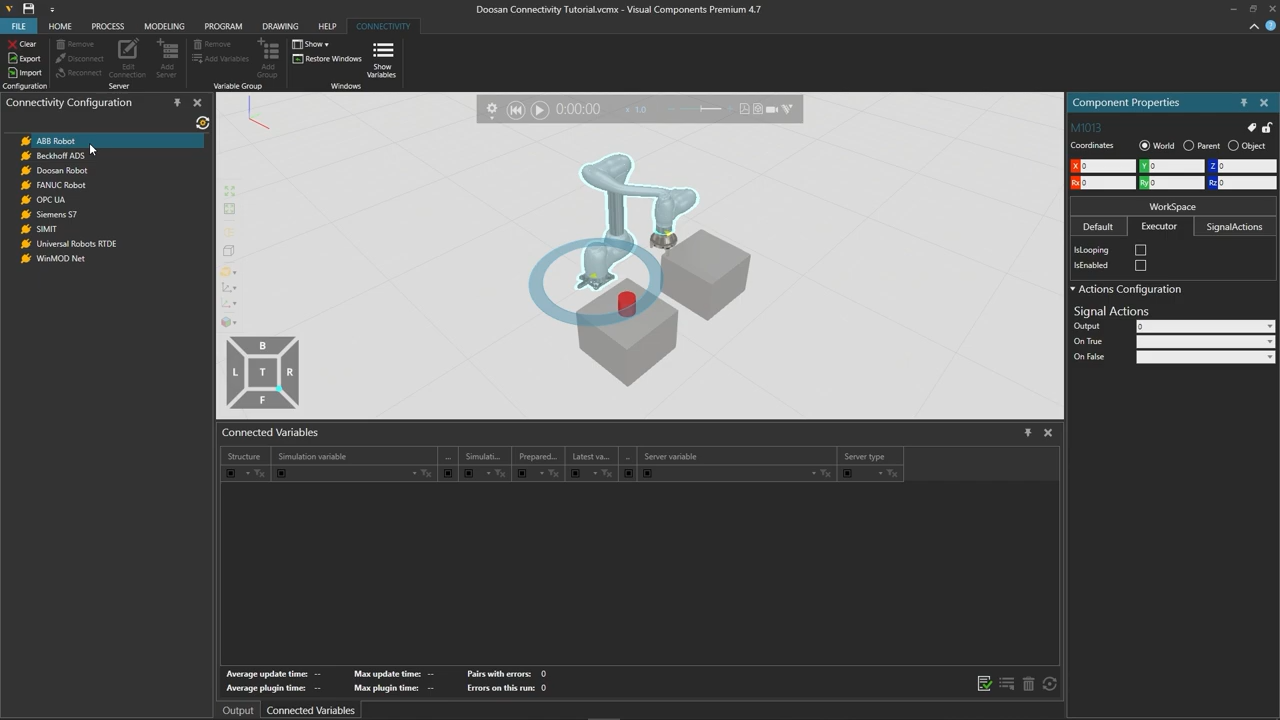 Doosan Connectivity Tutorial.vcmx - Visual Components Premium 4.7
FILE HOME PROCESS MODELING PROGRAM DRAWING HELP CONNECTIVITY
Clear
Export
Import
Configuration
Remove
Disconnect
Reconnect
Edit Connection
Add Server
Server
Remove
Add Variables
Add Group
Variable Group
Show
Restore Windows
Show Variables
Windows
Connectivity Configuration
ABB Robot
Beckhoff ADS
Doosan Robot
FANUC Robot
OPC UA
Siemens S7
SIMIT
Universal Robots RTDE
WinMOD Net
0:00:00 x 1.0
B
L T R
F
Connected Variables
Structure Simulation variable ... Simulati... Prepared... Latest va... .. Server variable Server type
Average update time: -- Max update time: -- Pairs with errors: 0
Average plugin time: -- Max plugin time: -- Errors on this run: 0
Output Connected Variables
Component Properties
M1013
Coordinates World Parent Object
X 0 Y 0 Z 0
Rx 0 Ry 0 Rz 0
WorkSpace
Default Executor SignalActions
IsLooping
IsEnabled
Actions Configuration
Signal Actions
Output 0
On True
On False